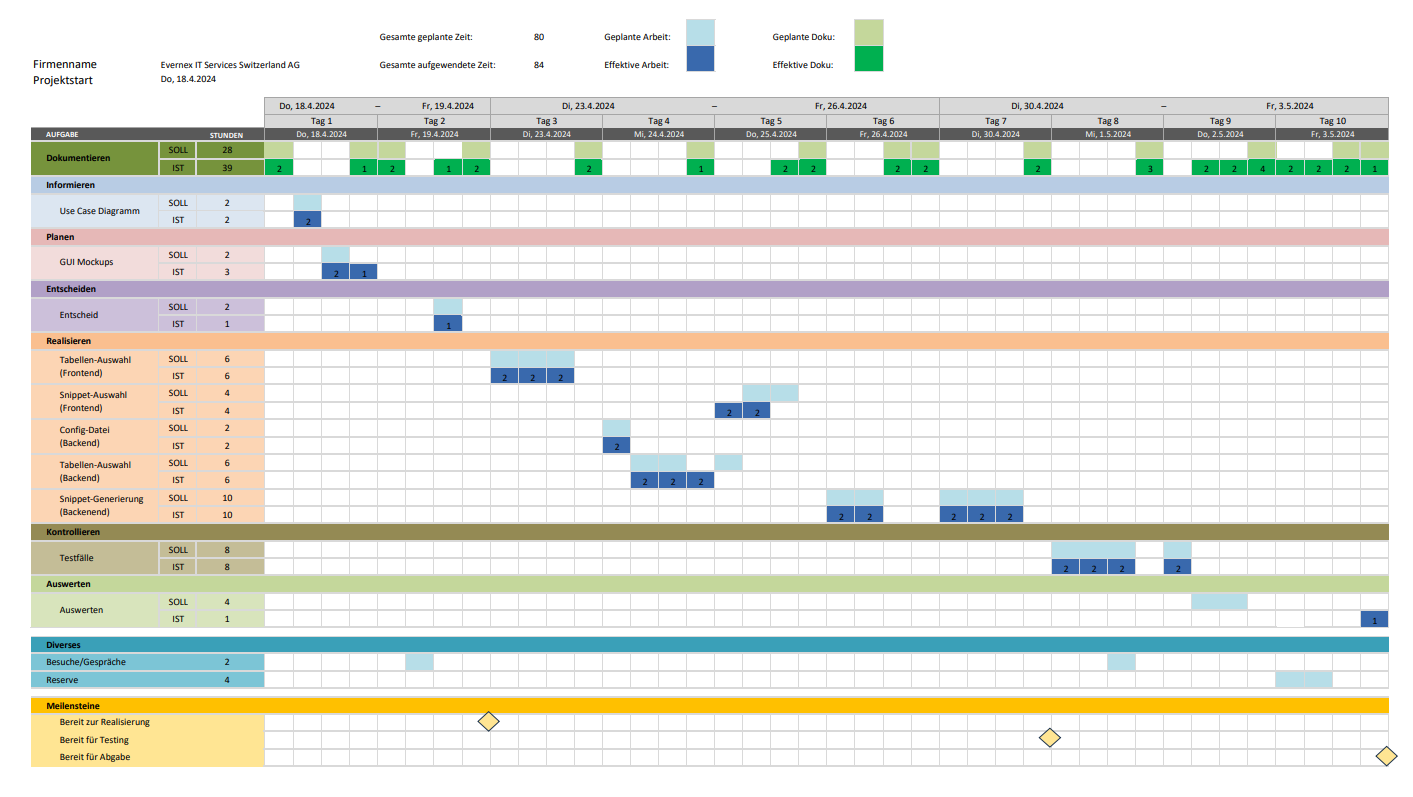 Gesamte geplante Zeit: 80 Geplante Arbeit: Geplante Doku:
Firmenname Evernex IT Services Switzerland AG Gesamte aufgewendete Zeit: 84 Effektive Arbeit: Effektive Doku:
Projektstart Do, 18.4.2024
Do, 18.4.2024 – Fr, 19.4.2024 Di, 23.4.2024 – Fr, 26.4.2024 Di, 30.4.2024 – Fr, 3.5.2024
Tag 1 Tag 2 Tag 3 Tag 4 Tag 5 Tag 6 Tag 7 Tag 8 Tag 9 Tag 10
AUFGABE STUNDEN Do, 18.4.2024 Fr, 19.4.2024 Di, 23.4.2024 Mi, 24.4.2024 Do, 25.4.2024 Fr, 26.4.2024 Di, 30.4.2024 Mi, 1.5.2024 Do, 2.5.2024 Fr, 3.5.2024
Dokumentieren
SOLL 28
IST 39 2 1 2 1 2 2 1 2 2 2 2 2 3 2 2 4 2 2 2 1
Informieren
Use Case Diagramm
SOLL 2
IST 2 2
Planen
GUI Mockups
SOLL 2
IST 3 2 1
Entscheiden
Entscheid
SOLL 2
IST 1 1
Realisieren
Tabellen-Auswahl
(Frontend)
SOLL 6
IST 6 2 2 2
Snippet-Auswahl
(Frontend)
SOLL 4
IST 4 2 2
Config-Datei
(Backend)
SOLL 2
IST 2 2
Tabellen-Auswahl
(Backend)
SOLL 6
IST 6 2 2 2
Snippet-Generierung
(Backenend)
SOLL 10
IST 10 2 2 2 2 2
Kontrollieren
Testfälle
SOLL 8
IST 8 2 2 2 2
Auswerten
Auswerten
SOLL 4
IST 1 1
Diverses
Besuche/Gespräche 2
Reserve 4
Meilensteine
Bereit zur Realisierung
Bereit für Testing
Bereit für Abgabe